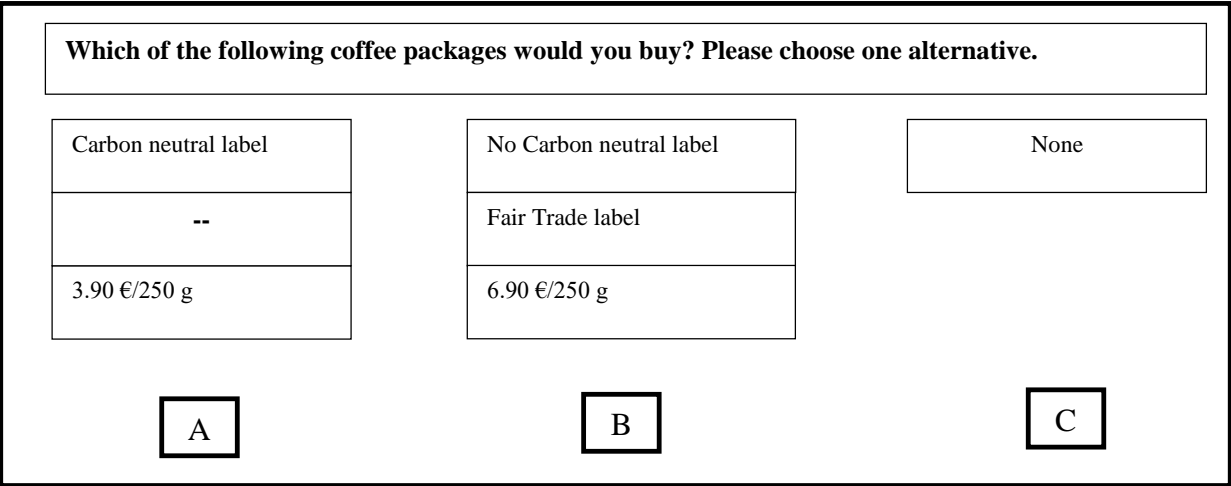 Which of the following coffee packages would you buy? Please choose one alternative.
Carbon neutral label
--
3.90 €/250 g
A
No Carbon neutral label
Fair Trade label
6.90 €/250 g
B
None
C